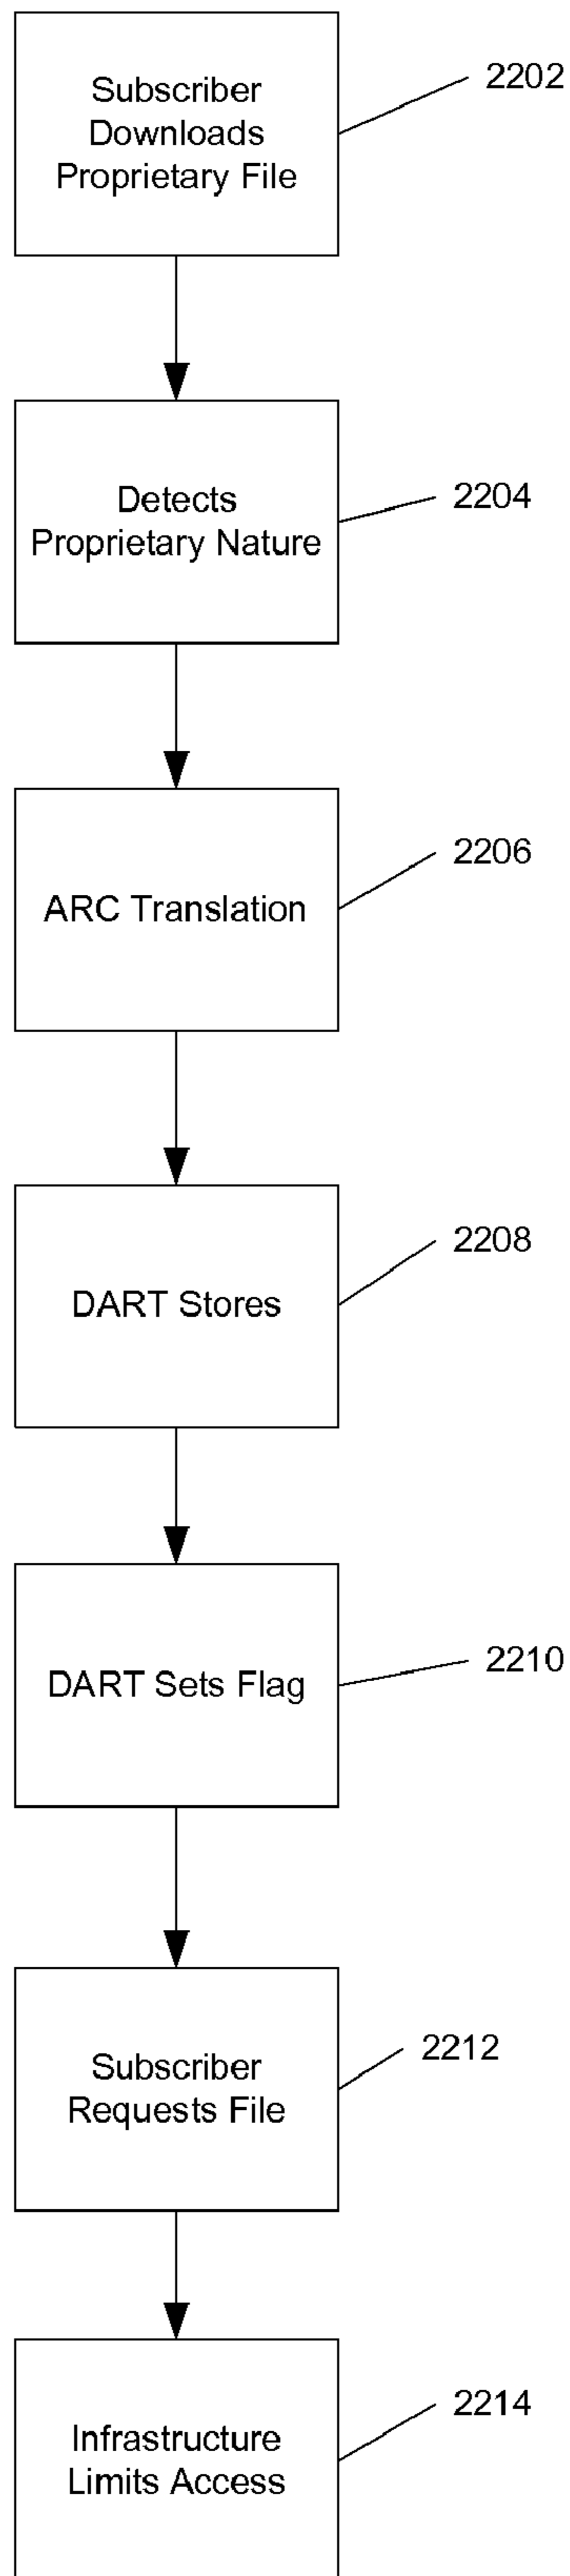 Subscriber
Downloads
Proprietary File
2202
Detects
Proprietary Nature
2204
ARC Translation
2206
DART Stores
2208
DART Sets Flag
2210
Subscriber
Requests File
2212
Infrastructure
Limits Access
2214